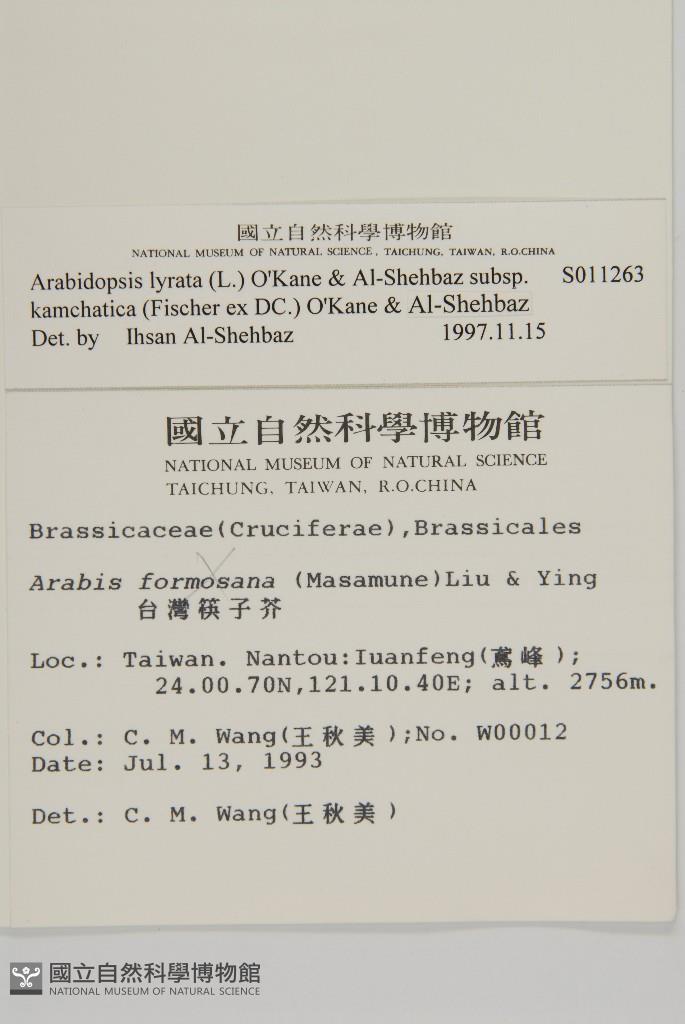 國立自然科學博物館
NATIONAL MUSEUM OF NATURAL SCIENCE, TAICHUNG, TAIWAN, R.O.CHINA
Arabidopsis lyrata (L.) O'Kane & Al-Shehbaz subsp. S011263
kamchatica (Fischer ex DC.) O'Kane & Al-Shehbaz
Det. by Ihsan Al-Shehbaz 1997.11.15
國立自然科學博物館
NATIONAL MUSEUM OF NATURAL SCIENCE
TAICHUNG, TAIWAN, R.O.CHINA
Brassicaceae(Cruciferae),Brassicales
Arabis formosana (Masamune)Liu & Ying
台灣筷子芥
Loc.: Taiwan. Nantou:Iuanfeng(鳶峰);
24.00.70N,121.10.40E; alt. 2756m.
Col.: C. M. Wang(王秋美);No. W00012
Date: Jul. 13, 1993
Det.: C. M. Wang(王秋美)
國立自然科學博物館
NATIONAL MUSEUM OF NATURAL SCIENCE